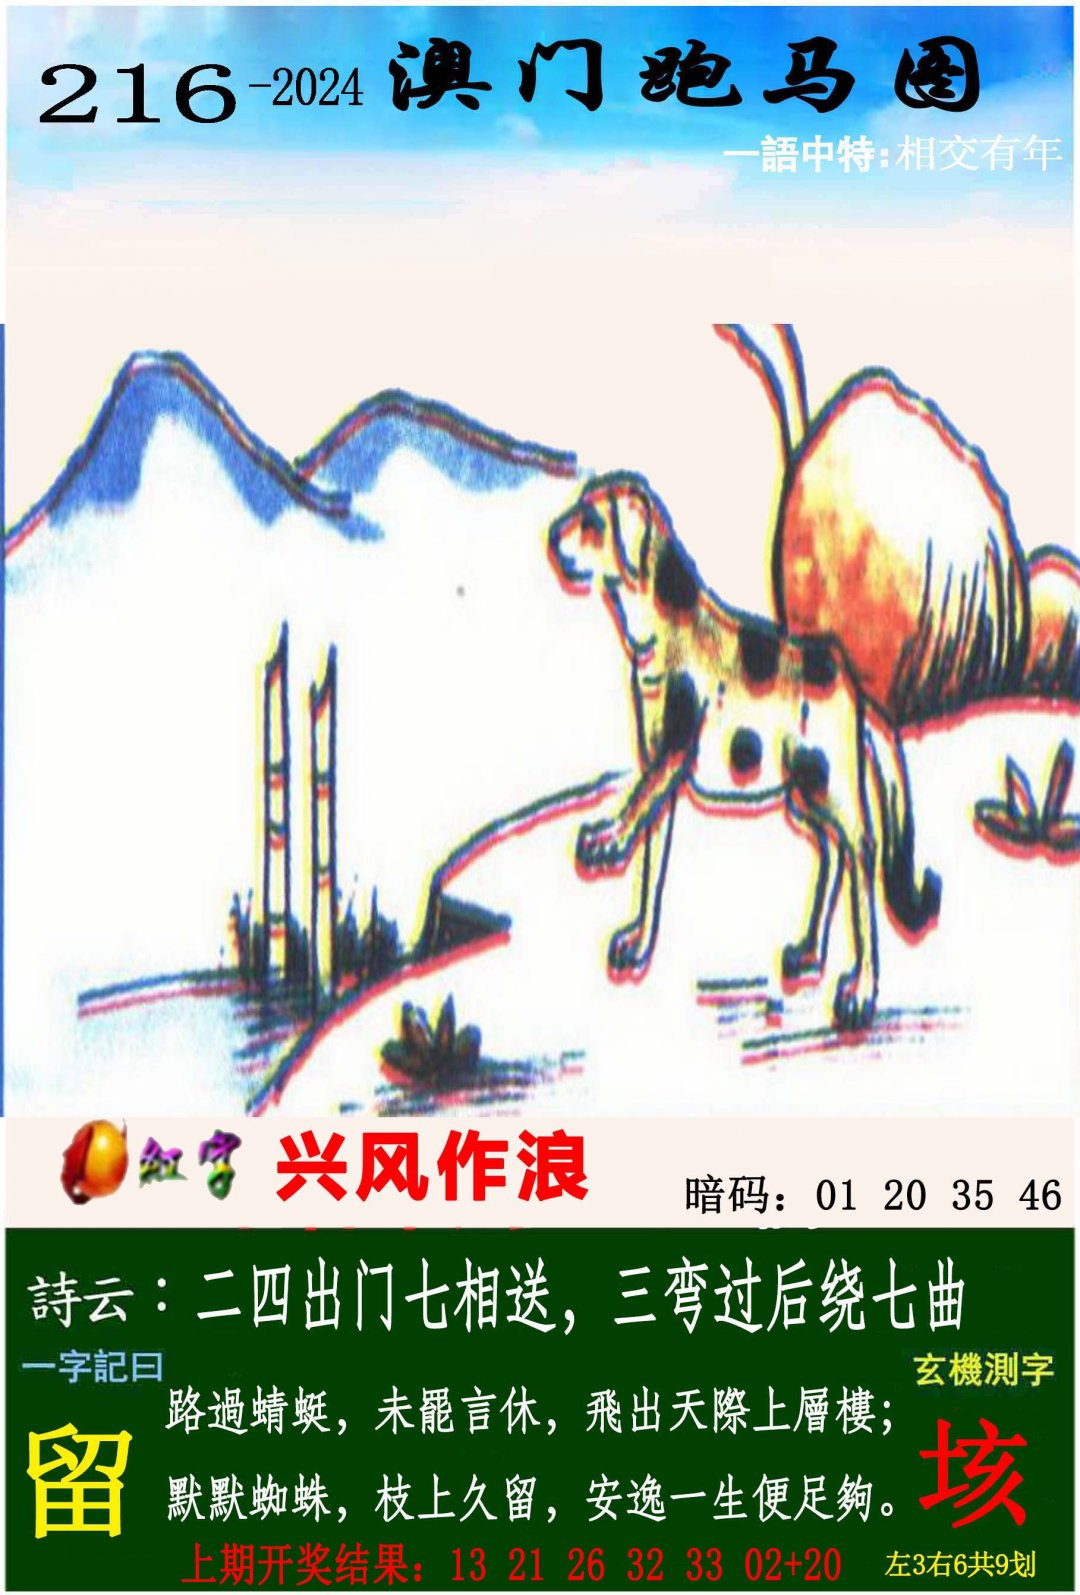 216-2024 澳门跑马图
一語中特:相交有年
紅字 兴风作浪
暗码：01 20 35 46
詩云：二四出门七相送，三弯过后绕七曲
一字記曰
玄機測字
路過蜻蜓，未罷言休，飛出天際上層樓；
留
垓
默默蜘蛛，枝上久留，安逸一生便足夠。
上期开奖结果：13 21 26 32 33 02+20
左3右6共9划